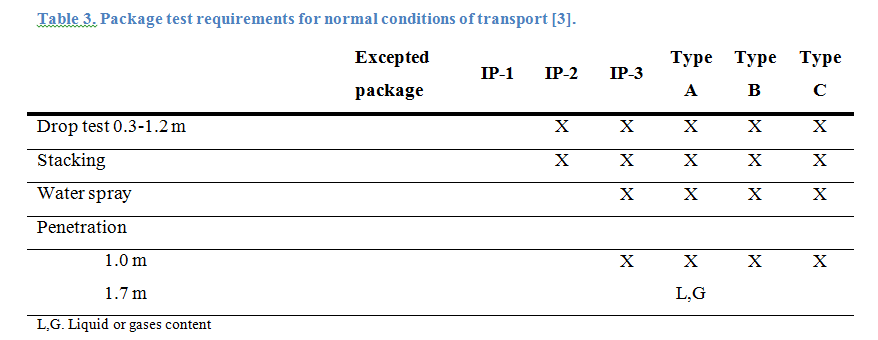 Table 3. Package test requirements for normal conditions of transport [3].
Excepted package IP-1 IP-2 IP-3 Type A Type B Type C
Drop test 0.3-1.2 m X X X X X
Stacking X X X X X
Water spray X X X X
Penetration
1.0 m X X X X
1.7 m L,G
L,G. Liquid or gases content